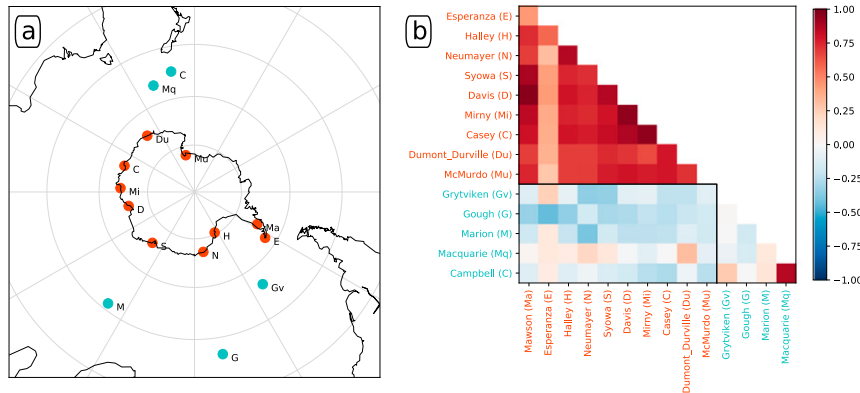 a
C
Mq
Du
Mu
C
Mi
D
Ma
H
E
S
N
Gv
M
G
b
Esperanza (E)
Halley (H)
Neumayer (N)
Syowa (S)
Davis (D)
Mirny (Mi)
Casey (C)
Dumont_Durville (Du)
McMurdo (Mu)
Grytviken (Gv)
Gough (G)
Marion (M)
Macquarie (Mq)
Campbell (C)
Mawson (Ma)
Esperanza (E)
Halley (H)
Neumayer (N)
Syowa (S)
Davis (D)
Mirny (Mi)
Casey (C)
Dumont_Durville (Du)
McMurdo (Mu)
Grytviken (Gv)
Gough (G)
Marion (M)
Macquarie (Mq)
1.00
0.75
0.50
0.25
0.00
−0.25
−0.50
−0.75
−1.00